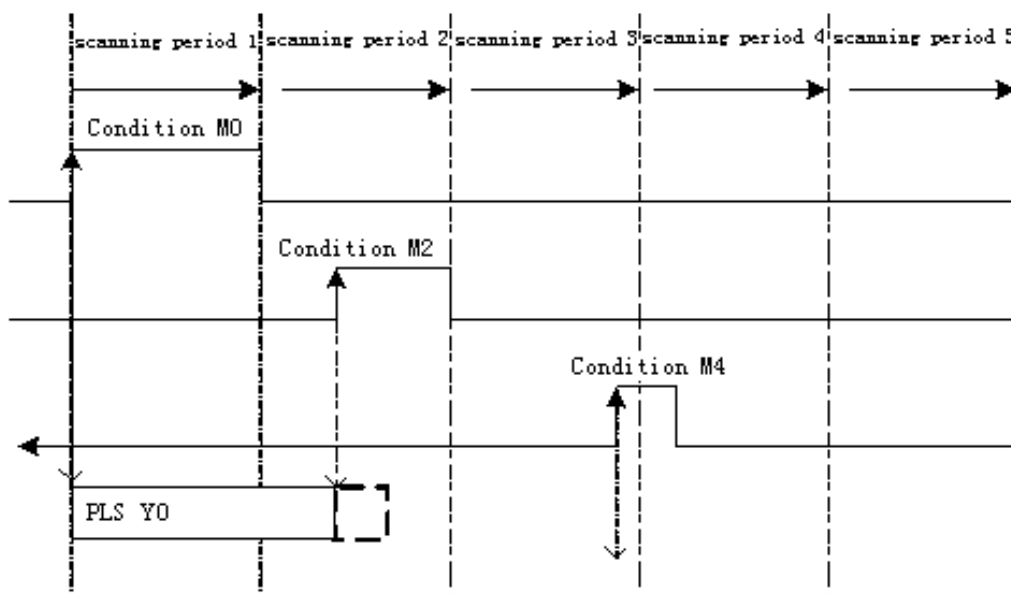 scanning period 1 scanning period 2 scanning period 3 scanning period 4 scanning period 5
Condition M0
Condition M2
Condition M4
PLS Y0